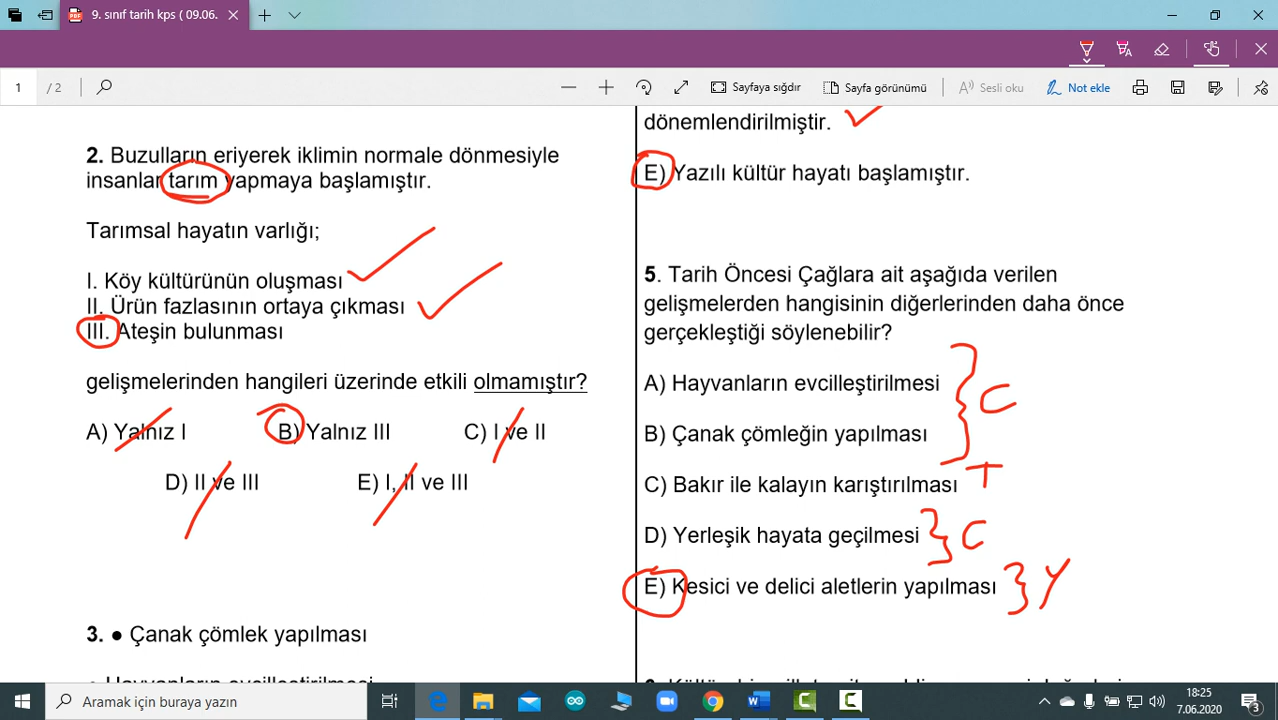 9. sınıf tarih kps ( 09.06.
1 / 2
Sayfaya sığdır
Sayfa görünümü
Sesli oku
Not ekle
2. Buzulların eriyerek iklimin normale dönmesiyle
insanlar tarım yapmaya başlamıştır.
Tarımsal hayatın varlığı;
I. Köy kültürünün oluşması
II. Ürün fazlasının ortaya çıkması
III. Ateşin bulunması
gelişmelerinden hangileri üzerinde etkili olmamıştır?
A) Yalnız I B) Yalnız III C) I ve II
D) II ve III E) I, II ve III
3. ● Çanak çömlek yapılması
● Hayvanların evcilleştirilmesi
dönemlendirilmiştir.
E) Yazılı kültür hayatı başlamıştır.
5. Tarih Öncesi Çağlara ait aşağıda verilen
gelişmelerden hangisinin diğerlerinden daha önce
gerçekleştiği söylenebilir?
A) Hayvanların evcilleştirilmesi
B) Çanak çömleğin yapılması
C
C) Bakır ile kalayın karıştırılması T
D) Yerleşik hayata geçilmesi C
E) Kesici ve delici aletlerin yapılması Y
Aramak için buraya yazın
18:25
7.06.2020
3